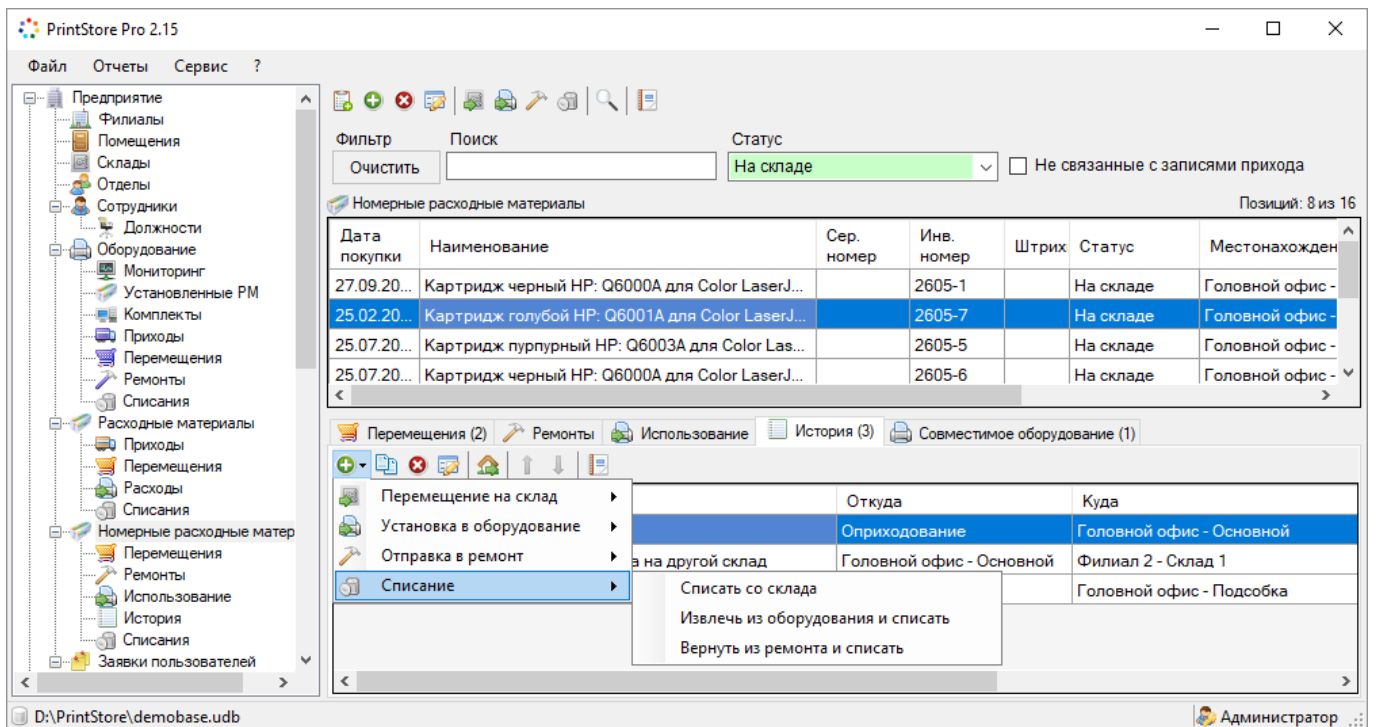 PrintStore Pro 2.15
Файл Отчеты Сервис ?
Предприятие
Филиалы
Помещения
Склады
Отделы
Сотрудники
Должности
Оборудование
Мониторинг
Установленные РМ
Комплекты
Приходы
Перемещения
Ремонты
Списания
Расходные материалы
Приходы
Перемещения
Расходы
Списания
Номерные расходные матер
Перемещения
Ремонты
Использование
История
Списания
Заявки пользователей
Фильтр Поиск Статус
Очистить На складе Не связанные с записями прихода
Номерные расходные материалы Позиций: 8 из 16
Дата покупки Наименование Сер. номер Инв. номер Штрих Статус Местонахожден
27.09.20... Картридж черный HP: Q6000A для Color LaserJ... 2605-1 На складе Головной офис -
25.02.20... Картридж голубой HP: Q6001A для Color LaserJ... 2605-7 На складе Головной офис -
25.07.20... Картридж пурпурный HP: Q6003A для Color Las... 2605-5 На складе Головной офис -
25.07.20... Картридж черный HP: Q6000A для Color LaserJ... 2605-6 На складе Головной офис -
Перемещения (2) Ремонты Использование История (3) Совместимое оборудование (1)
Откуда Куда
Оприходование Головной офис - Основной
а на другой склад Головной офис - Основной Филиал 2 - Склад 1
Головной офис - Подсобка
Перемещение на склад
Установка в оборудование
Отправка в ремонт
Списание
Списать со склада
Извлечь из оборудования и списать
Вернуть из ремонта и списать
D:\PrintStore\demobase.udb Администратор